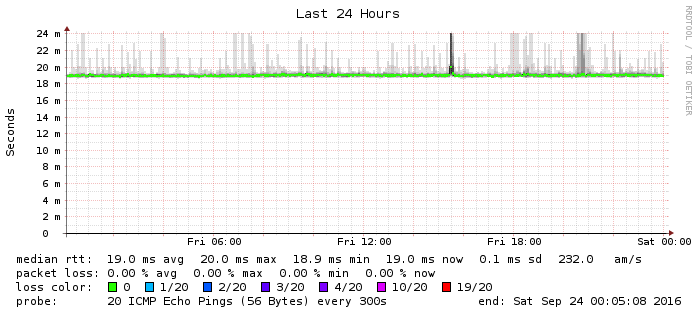 Last 24 Hours
RRDTOOL / TOBI OETIKER
Seconds
24 m
22 m
20 m
18 m
16 m
14 m
12 m
10 m
8 m
6 m
4 m
2 m
0
Fri 06:00 Fri 12:00 Fri 18:00 Sat 00:00
median rtt: 19.0 ms avg 20.0 ms max 18.9 ms min 19.0 ms now 0.1 ms sd 232.0 am/s
packet loss: 0.00 % avg 0.00 % max 0.00 % min 0.00 % now
loss color: 0 1/20 2/20 3/20 4/20 10/20 19/20
probe: 20 ICMP Echo Pings (56 Bytes) every 300s end: Sat Sep 24 00:05:08 2016